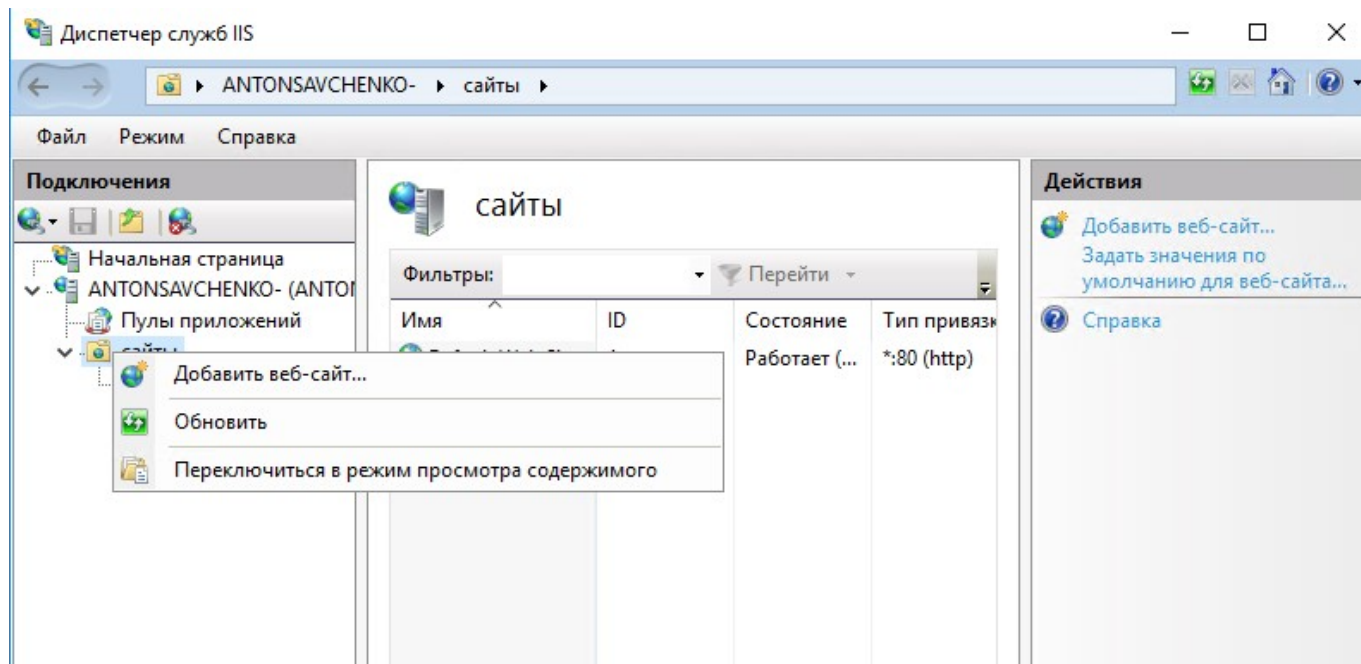 Диспетчер служб IIS
ANTONSAVCHENKO- сайты
Файл Режим Справка
Подключения
Начальная страница
ANTONSAVCHENKO- (ANTO
Пулы приложений
сайты
Добавить веб-сайт...
Обновить
Переключиться в режим просмотра содержимого
сайты
Фильтры: Перейти
Имя ID Состояние Тип привязк
Работает (... *:80 (http)
Действия
Добавить веб-сайт...
Задать значения по
умолчанию для веб-сайта...
Справка